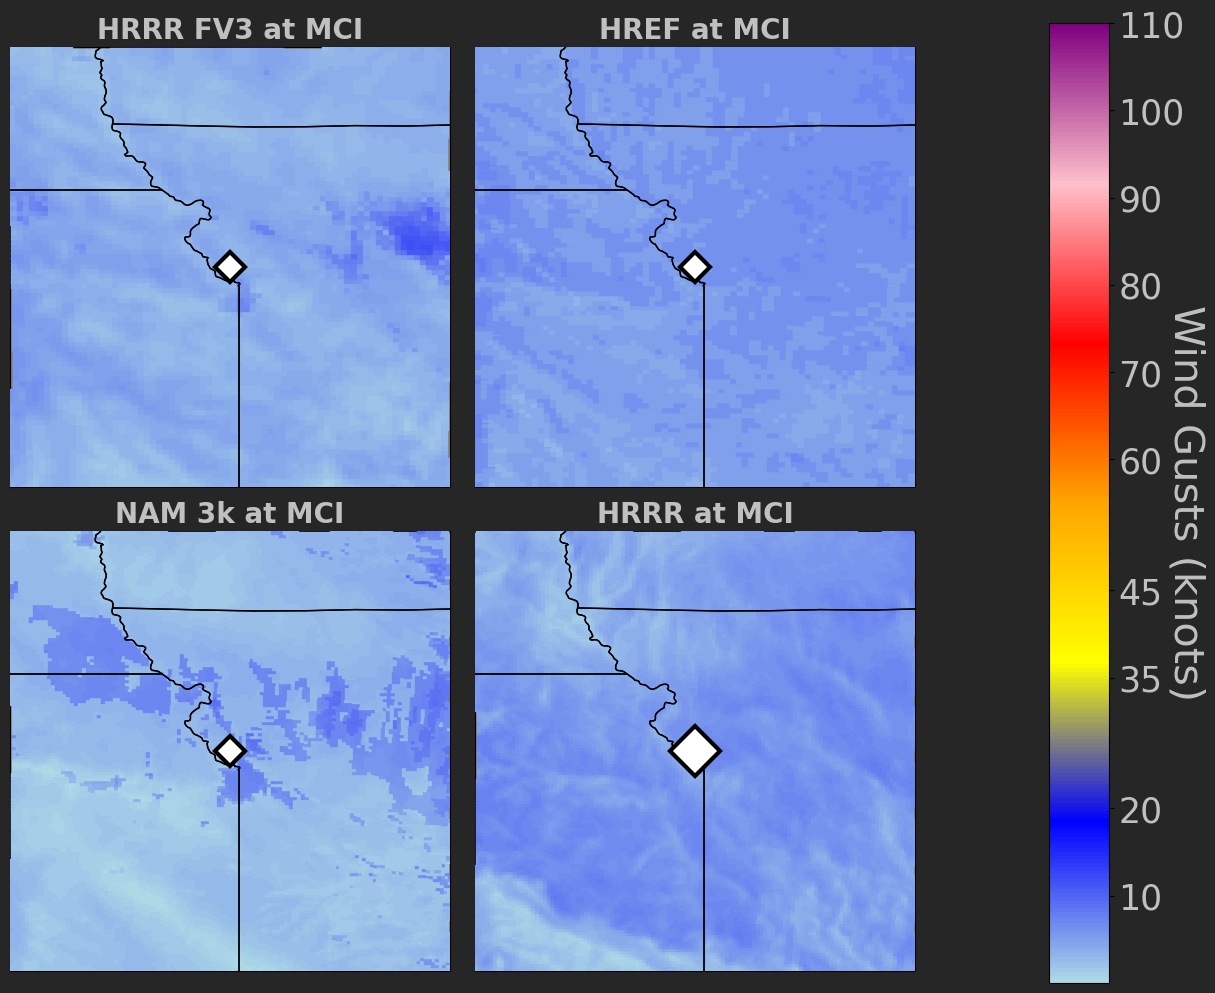 HRRR FV3 at MCI
HREF at MCI
NAM 3k at MCI
HRRR at MCI
110
100
90
80
70
60
45
35
20
10
Wind Gusts (knots)